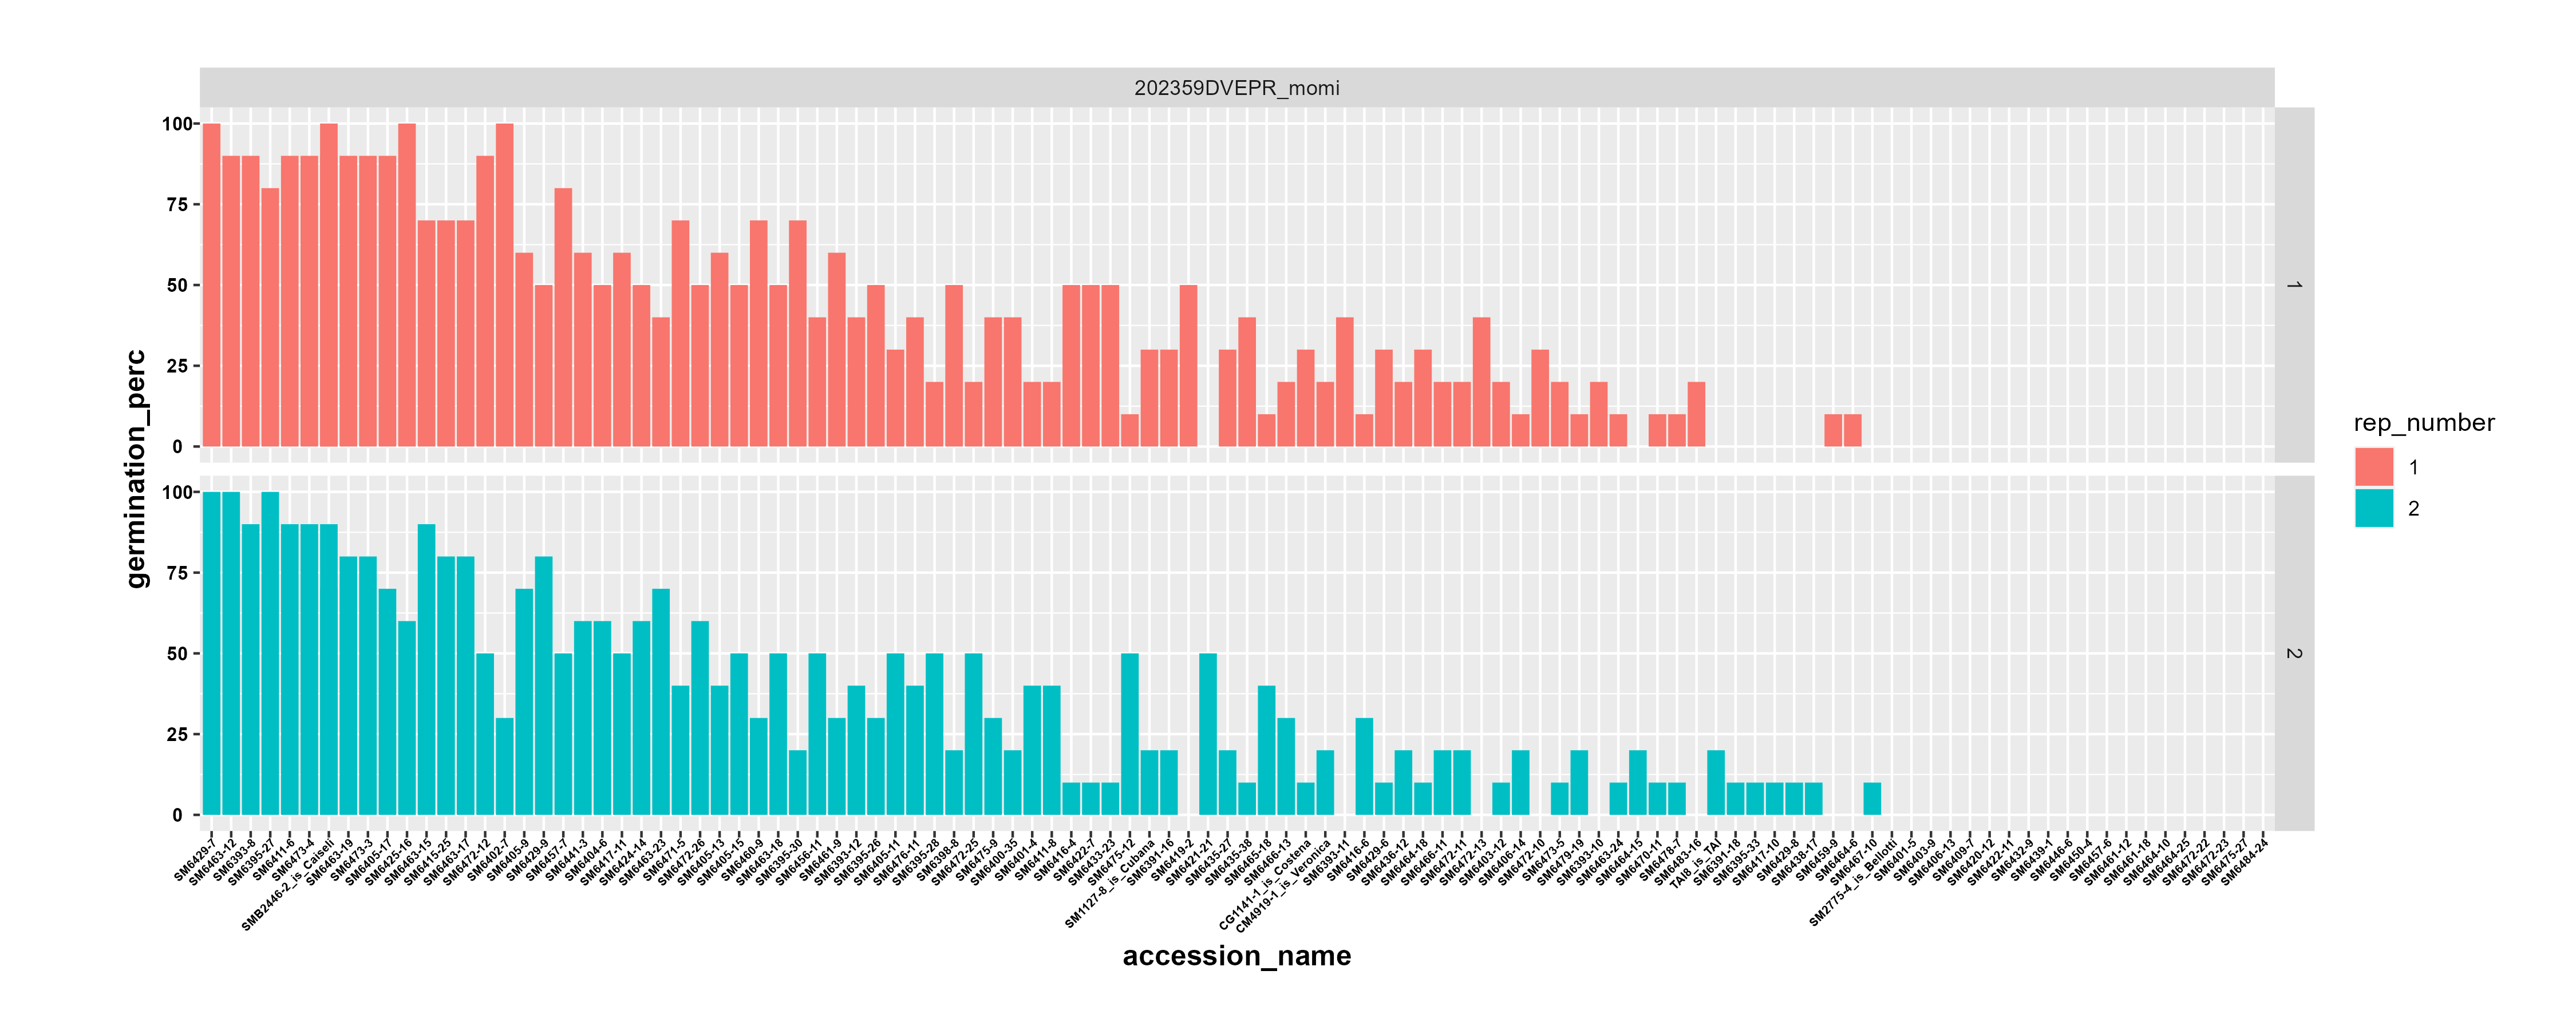 202359DVEPR_momi
100
75
50
25
0
1
100
75
50
25
0
2
germination_perc
SM6429-7
SM6463-12
SM6393-8
SM6395-27
SM6411-6
SM6473-4
SMB2446-2_is_Caiseli
SM6463-19
SM6473-3
SM6405-17
SM6425-16
SM6463-15
SM6415-25
SM6463-17
SM6472-12
SM6402-7
SM6405-9
SM6429-9
SM6457-7
SM6441-3
SM6404-6
SM6417-11
SM6424-14
SM6463-23
SM6471-5
SM6472-26
SM6405-13
SM6405-15
SM6460-9
SM6463-18
SM6395-30
SM6456-11
SM6461-9
SM6393-12
SM6395-26
SM6405-11
SM6476-11
SM6395-28
SM6398-8
SM6472-25
SM6475-9
SM6400-35
SM6401-4
SM6411-8
SM6416-4
SM6422-7
SM6433-23
SM6475-12
SM1127-8_is_Cubana
SM6391-16
SM6419-2
SM6421-21
SM6435-27
SM6435-38
SM6465-18
SM6466-13
CG1141-1_is_Costena
CM4919-1_is_Veronica
SM6393-11
SM6416-6
SM6429-6
SM6436-12
SM6464-18
SM6466-11
SM6472-11
SM6472-13
SM6403-12
SM6406-14
SM6472-10
SM6473-5
SM6479-19
SM6393-10
SM6463-24
SM6464-15
SM6470-11
SM6478-7
SM6483-16
TAI8_is_TAI
SM6391-18
SM6395-33
SM6417-10
SM6429-8
SM6438-17
SM6459-9
SM6464-6
SM6467-10
SM2775-4_is_Bellotti
SM6401-5
SM6403-9
SM6406-13
SM6409-7
SM6420-12
SM6422-11
SM6432-9
SM6439-1
SM6446-6
SM6450-4
SM6457-6
SM6461-12
SM6461-18
SM6464-10
SM6464-25
SM6472-22
SM6472-23
SM6475-27
SM6484-24
accession_name
rep_number
1
2